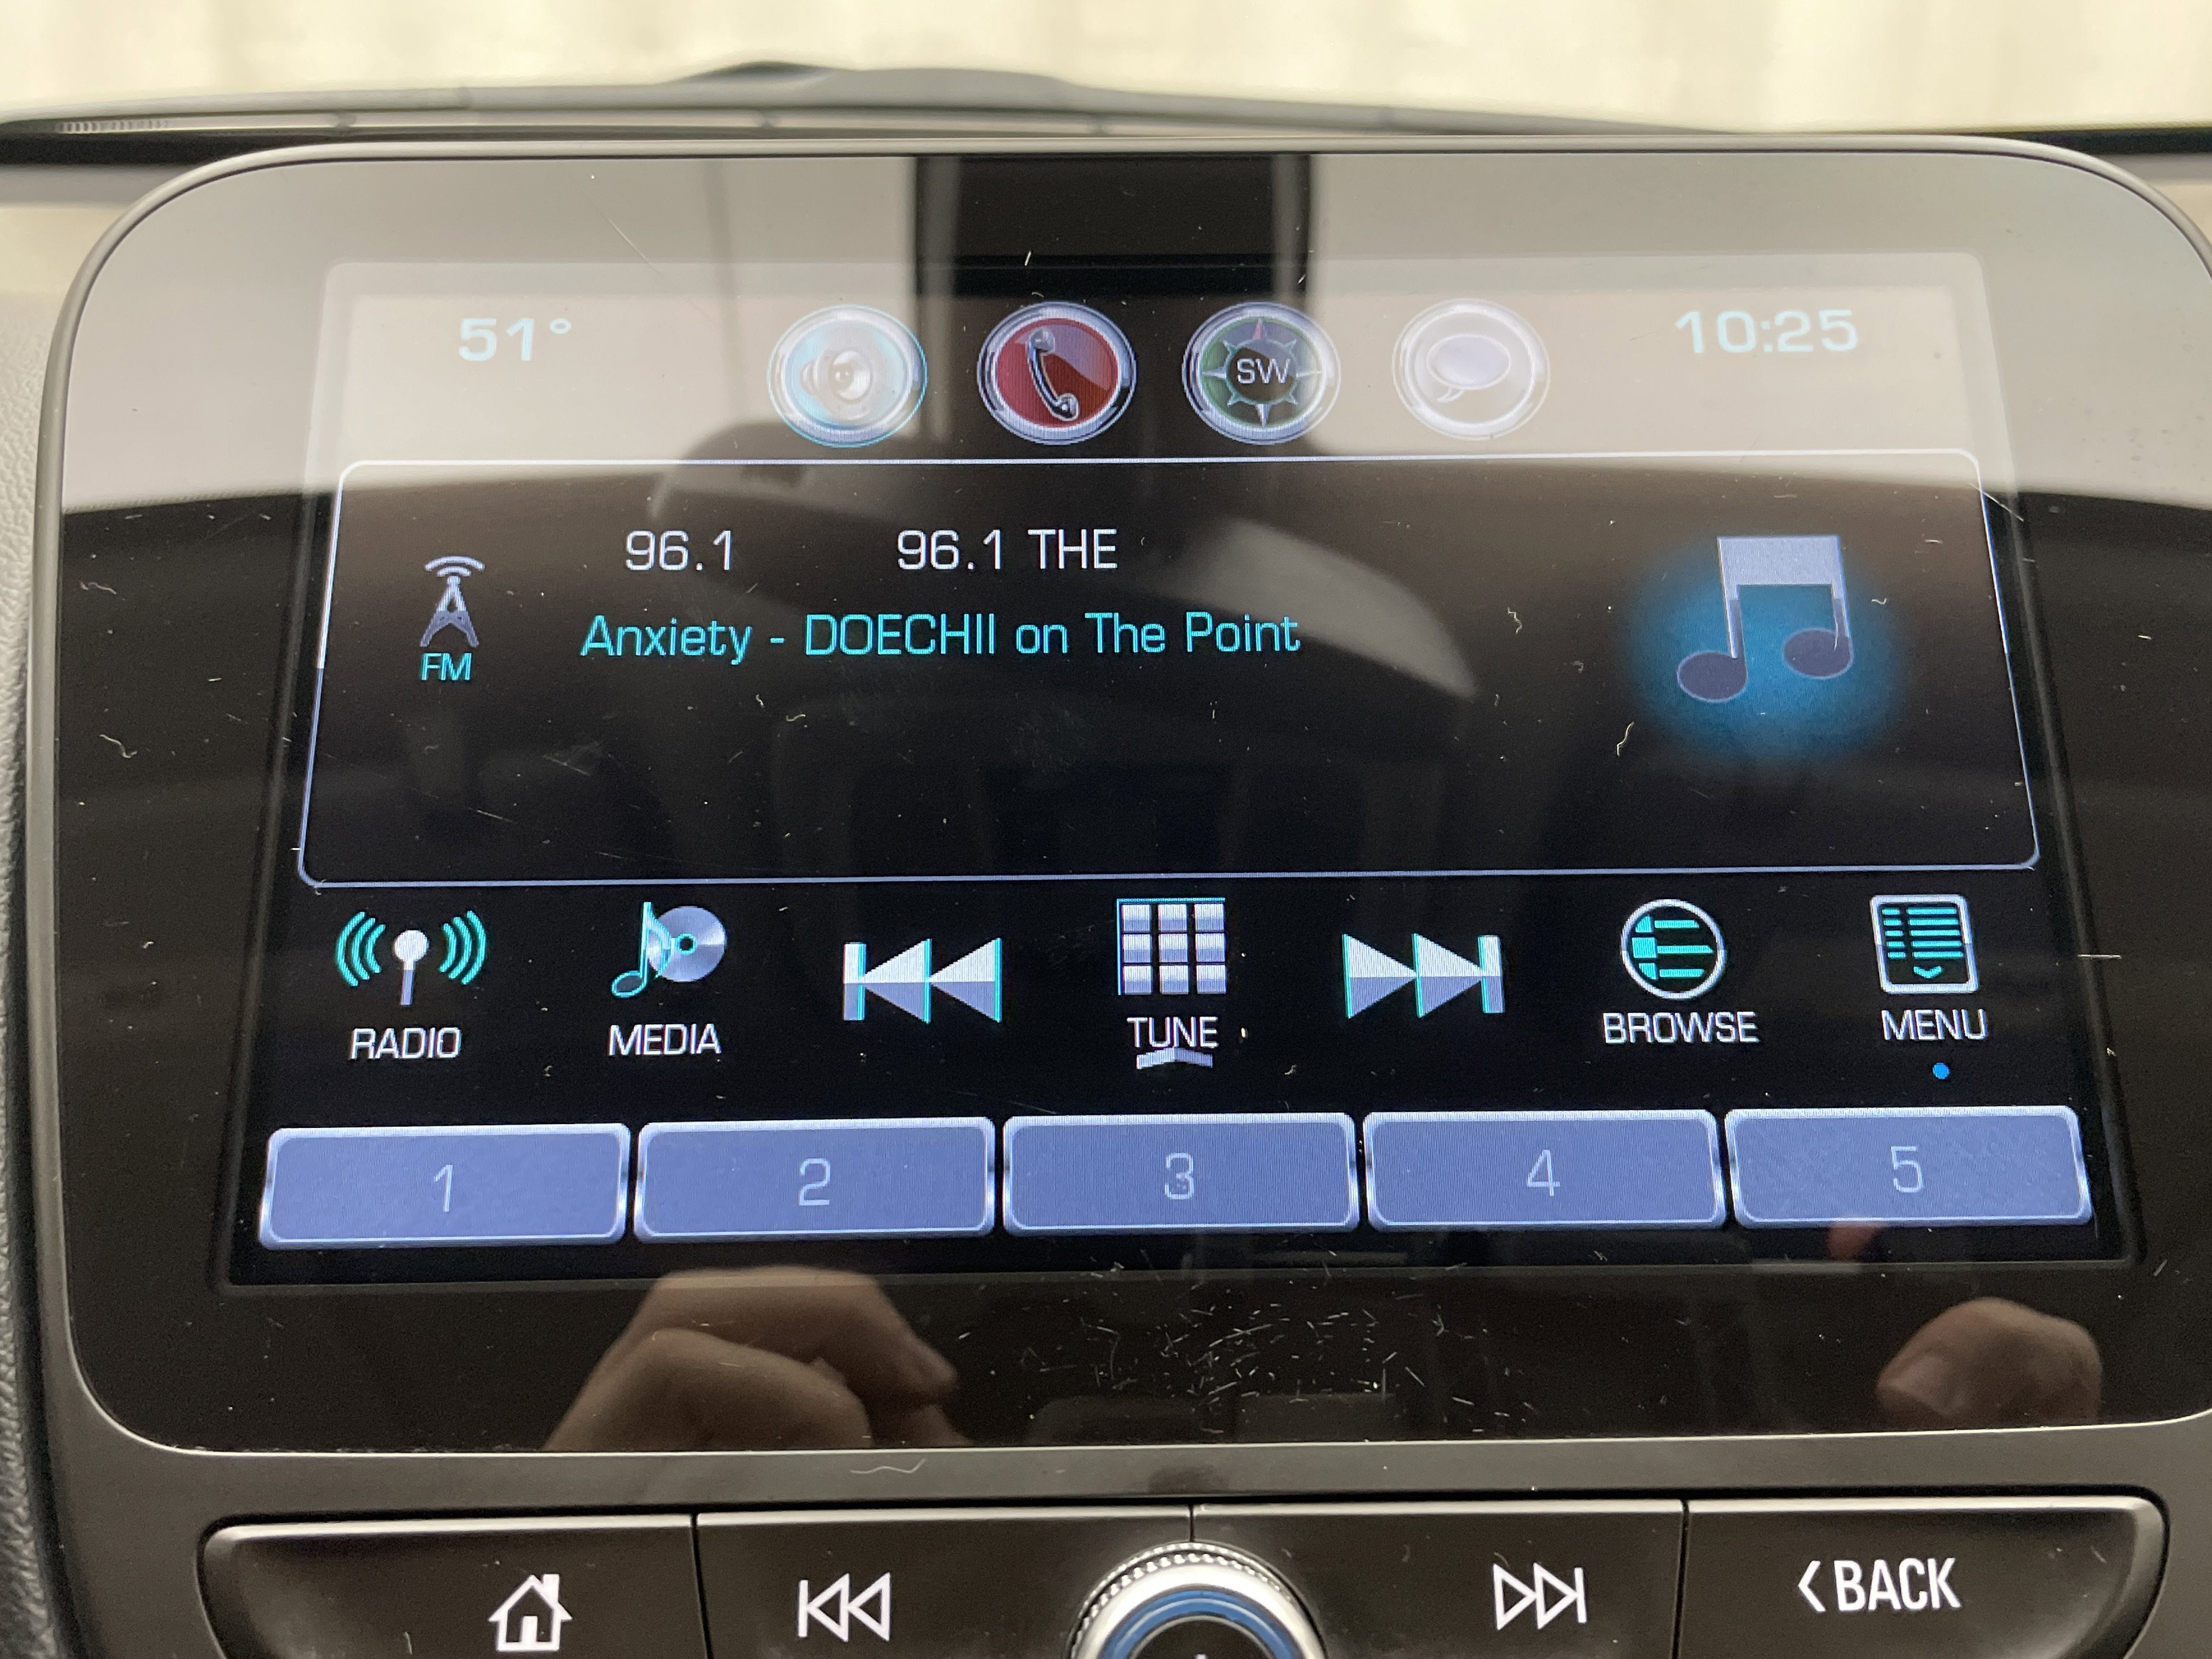 51° SW 10:25
96.1 96.1 THE
FM Anxiety - DOECHII on The Point
RADIO MEDIA TUNE BROWSE MENU
1 2 3 4 5
<BACK